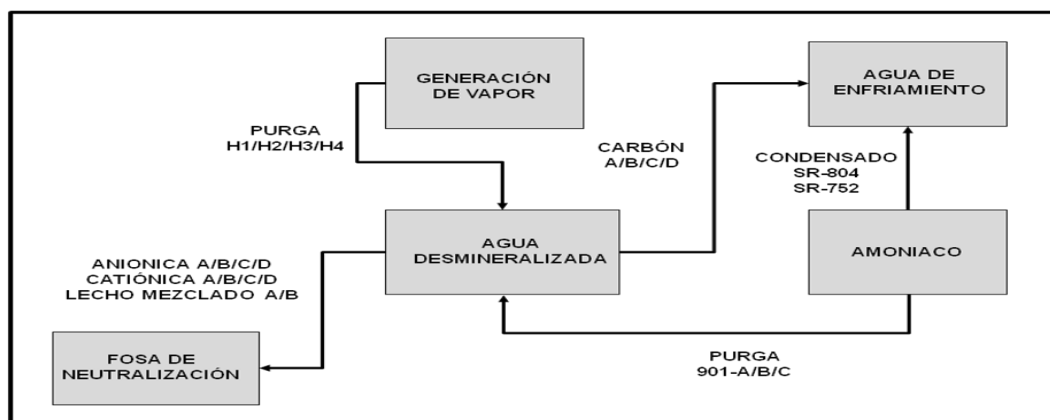 GENERACIÓN
DE VAPOR
AGUA DE
ENFRIAMIENTO
PURGA
H1/H2/H3/H4
CARBÓN
A/B/C/D
CONDENSADO
SR-804
SR-752
AGUA
DESMINERALIZADA
AMONIACO
ANIONICA A/B/C/D
CATIÓNICA A/B/C/D
LECHO MEZCLADO A/B
FOSA DE
NEUTRALIZACIÓN
PURGA
901-A/B/C